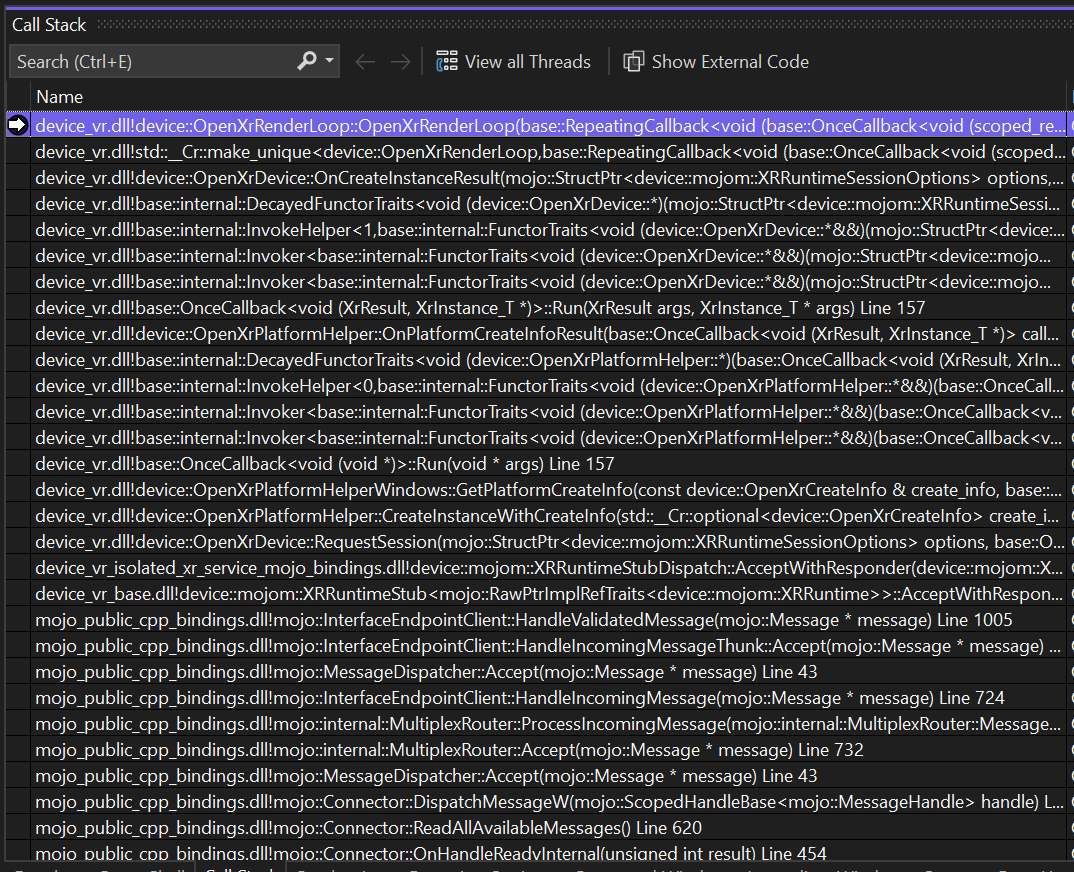 Call Stack
Search (Ctrl+E)
View all Threads
Show External Code
Name
device_vr.dll!device::OpenXrRenderLoop::OpenXrRenderLoop(base::RepeatingCallback<void (base::OnceCallback<void (scoped_re...
device_vr.dll!std::__Cr::make_unique<device::OpenXrRenderLoop,base::RepeatingCallback<void (base::OnceCallback<void (scoped...
device_vr.dll!device::OpenXrDevice::OnCreateInstanceResult(mojo::StructPtr<device::mojom::XRRuntimeSessionOptions> options,...
device_vr.dll!base::internal::DecayedFunctorTraits<void (device::OpenXrDevice::*)(mojo::StructPtr<device::mojom::XRRuntimeSessi...
device_vr.dll!base::internal::InvokeHelper<1,base::internal::FunctorTraits<void (device::OpenXrDevice::*&&)(mojo::StructPtr<device:...
device_vr.dll!base::internal::Invoker<base::internal::FunctorTraits<void (device::OpenXrDevice::*&&)(mojo::StructPtr<device::mojo...
device_vr.dll!base::internal::Invoker<base::internal::FunctorTraits<void (device::OpenXrDevice::*&&)(mojo::StructPtr<device::mojo...
device_vr.dll!base::OnceCallback<void (XrResult, XrInstance_T *)>::Run(XrResult args, XrInstance_T * args) Line 157
device_vr.dll!device::OpenXrPlatformHelper::OnPlatformCreateInfoResult(base::OnceCallback<void (XrResult, XrInstance_T *)> call...
device_vr.dll!base::internal::DecayedFunctorTraits<void (device::OpenXrPlatformHelper::*)(base::OnceCallback<void (XrResult, XrIn...
device_vr.dll!base::internal::InvokeHelper<0,base::internal::FunctorTraits<void (device::OpenXrPlatformHelper::*&&)(base::OnceCall...
device_vr.dll!base::internal::Invoker<base::internal::FunctorTraits<void (device::OpenXrPlatformHelper::*&&)(base::OnceCallback<v...
device_vr.dll!base::internal::Invoker<base::internal::FunctorTraits<void (device::OpenXrPlatformHelper::*&&)(base::OnceCallback<v...
device_vr.dll!base::OnceCallback<void (void *)>::Run(void * args) Line 157
device_vr.dll!device::OpenXrPlatformHelperWindows::GetPlatformCreateInfo(const device::OpenXrCreateInfo & create_info, base::...
device_vr.dll!device::OpenXrPlatformHelper::CreateInstanceWithCreateInfo(std::__Cr::optional<device::OpenXrCreateInfo> create_i...
device_vr.dll!device::OpenXrDevice::RequestSession(mojo::StructPtr<device::mojom::XRRuntimeSessionOptions> options, base::O...
device_vr_isolated_xr_service_mojo_bindings.dll!device::mojom::XRRuntimeStubDispatch::AcceptWithResponder(device::mojom::X...
device_vr_base.dll!device::mojom::XRRuntimeStub<mojo::RawPtrImplRefTraits<device::mojom::XRRuntime>>::AcceptWithRespon...
mojo_public_cpp_bindings.dll!mojo::InterfaceEndpointClient::HandleValidatedMessage(mojo::Message * message) Line 1005
mojo_public_cpp_bindings.dll!mojo::InterfaceEndpointClient::HandleIncomingMessageThunk::Accept(mojo::Message * message) ...
mojo_public_cpp_bindings.dll!mojo::MessageDispatcher::Accept(mojo::Message * message) Line 43
mojo_public_cpp_bindings.dll!mojo::InterfaceEndpointClient::HandleIncomingMessage(mojo::Message * message) Line 724
mojo_public_cpp_bindings.dll!mojo::internal::MultiplexRouter::ProcessIncomingMessage(mojo::internal::MultiplexRouter::Message...
mojo_public_cpp_bindings.dll!mojo::internal::MultiplexRouter::Accept(mojo::Message * message) Line 732
mojo_public_cpp_bindings.dll!mojo::MessageDispatcher::Accept(mojo::Message * message) Line 43
mojo_public_cpp_bindings.dll!mojo::Connector::DispatchMessageW(mojo::ScopedHandleBase<mojo::MessageHandle> handle) L...
mojo_public_cpp_bindings.dll!mojo::Connector::ReadAllAvailableMessages() Line 620
mojo_public_cpp_bindings.dll!mojo::Connector::OnHandleReadyInternal(unsigned int result) Line 454